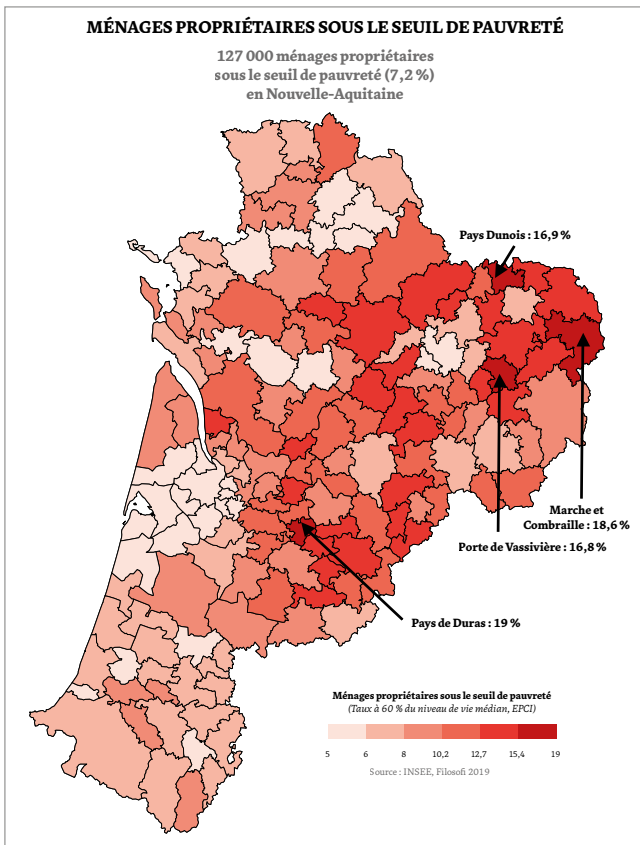 MÉNAGES PROPRIÉTAIRES SOUS LE SEUIL DE PAUVRETÉ
127 000 ménages propriétaires
sous le seuil de pauvreté (7,2 %)
en Nouvelle-Aquitaine
Pays Dunois : 16,9 %
Marche et
Combraille : 18,6 %
Porte de Vassivière : 16,8 %
Pays de Duras : 19 %
Ménages propriétaires sous le seuil de pauvreté
(Taux à 60 % du niveau de vie médian, EPCI)
5 6 8 10,2 12,7 15,4 19
Source : INSEE, Filosofi 2019